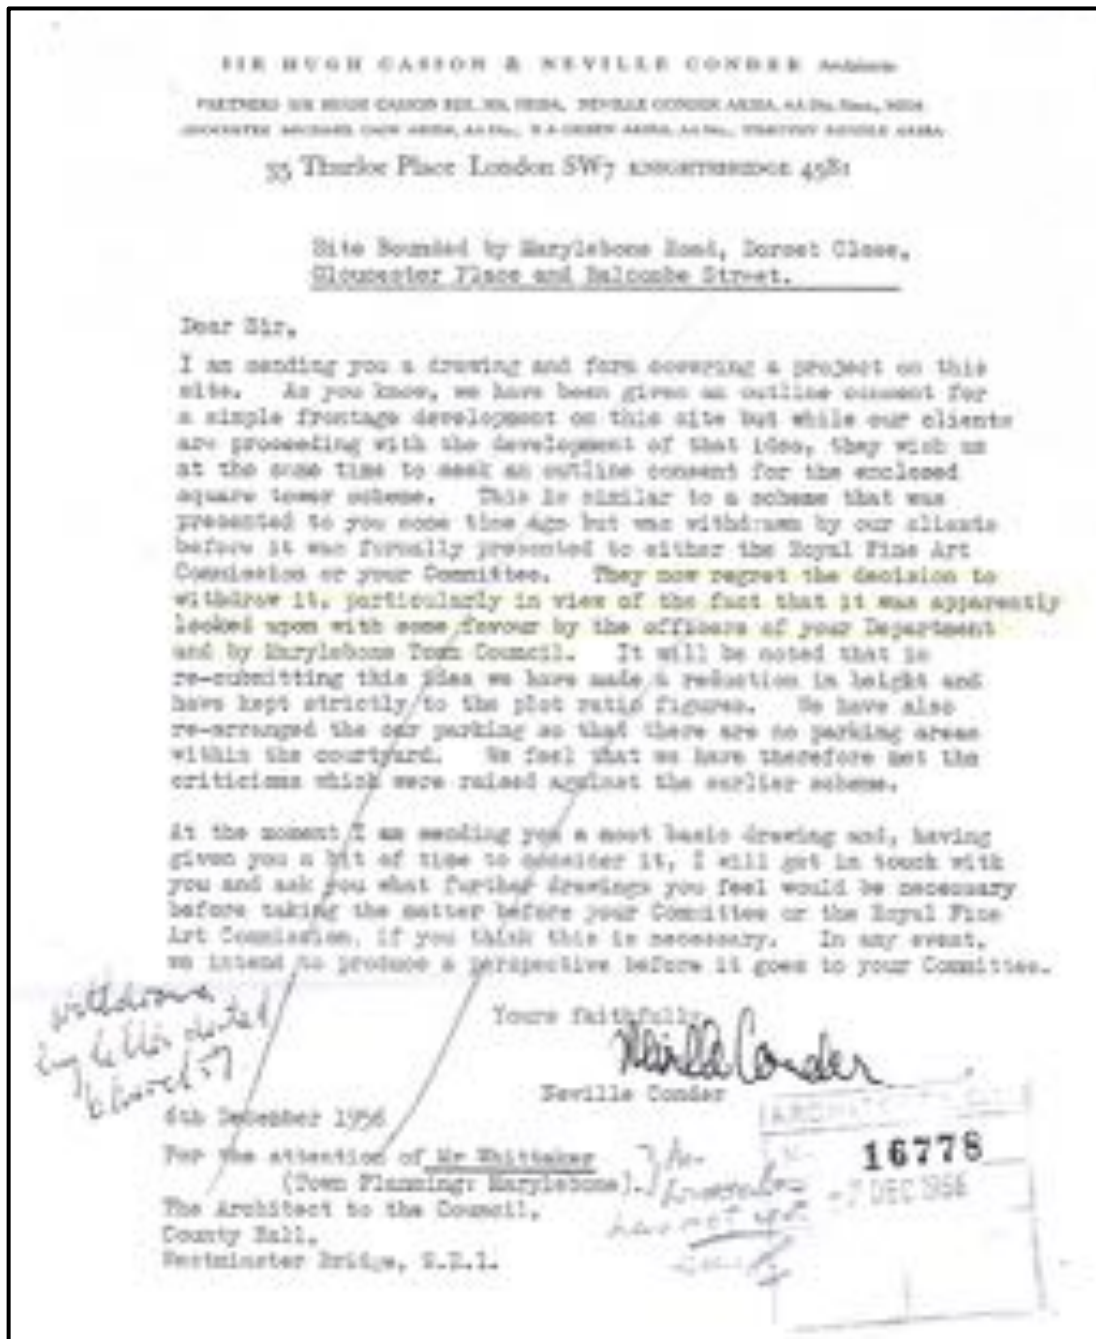 SIR HUGH CASSON & NEVILLE CONDER Architects
PARTNERS SIR HUGH CASSON NEVILLE CONDER
35 Thurloe Place London SW7 KNIGHTSBRIDGE 4581
Site Bounded by Marylebone Road, Dorset Close,
Gloucester Place and Balcombe Street.
Dear Sir,
I am sending you a drawing and form covering a project on this
site. As you know, we have been given an outline consent for
a simple frontage development on this site but while our clients
are proceeding with the development of that idea, they wish us
at the same time to seek an outline consent for the enclosed
square tower scheme. This is similar to a scheme that was
presented to you some time ago but was withdrawn by our clients
before it was formally presented to either the Royal Fine Art
Commission or your Committee. They now regret the decision to
withdraw it, particularly in view of the fact that it was apparently
looked upon with some favour by the officers of your Department
and by Marylebone Town Council. It will be noted that in
re-submitting this idea we have made a reduction in height and
have kept strictly to the plot ratio figures. We have also
re-arranged the car parking so that there are no parking areas
within the courtyard. We feel that we have therefore met the
criticisms which were raised against the earlier scheme.
At the moment I am sending you a most basic drawing and, having
given you a bit of time to consider it, I will get in touch with
you and ask you what further drawings you feel would be necessary
before taking the matter before your Committee or the Royal Fine
Art Commission, if you think this is necessary. In any event,
we intend to produce a perspective before it goes to your Committee.
Yours faithfully,
Neville Conder
Neville Conder
withdrawn
by letter dated
6th December 1956
16778
-7 DEC 1956
For the attention of Mr Whittaker
(Town Planning: Marylebone).
has not yet
The Architect to the Council,
County Hall,
Westminster Bridge, S.E.1.